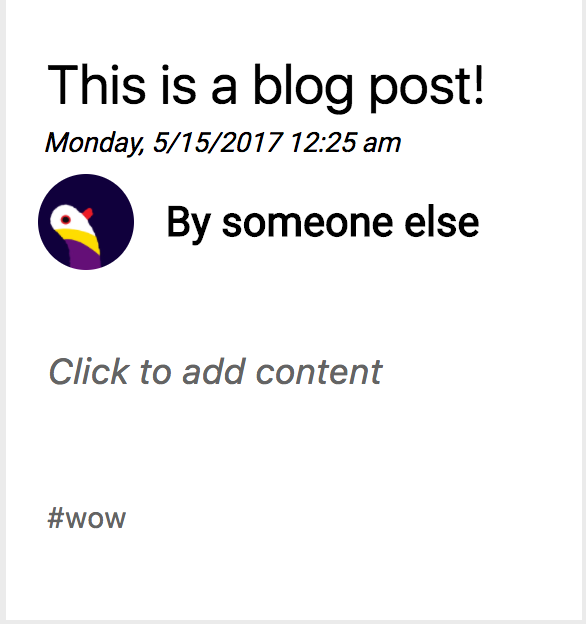 This is a blog post!
Monday, 5/15/2017 12:25 am
By someone else
Click to add content
#wow